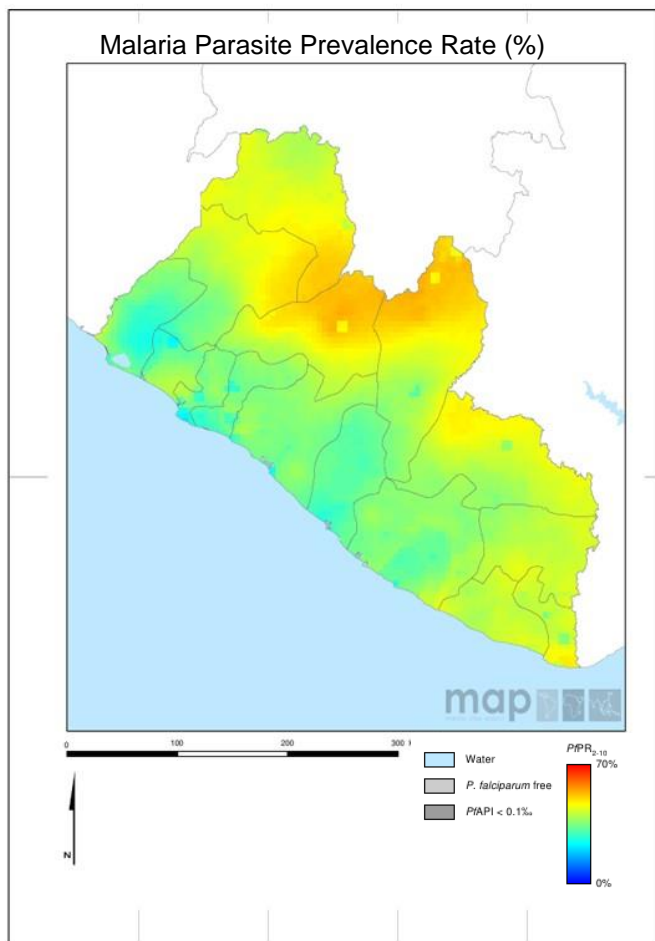 Malaria Parasite Prevalence Rate (%)
map
0 100 200 300
Water
P. falciparum free
PfAPI < 0.1‰
PfPR2-10
70%
0%
N